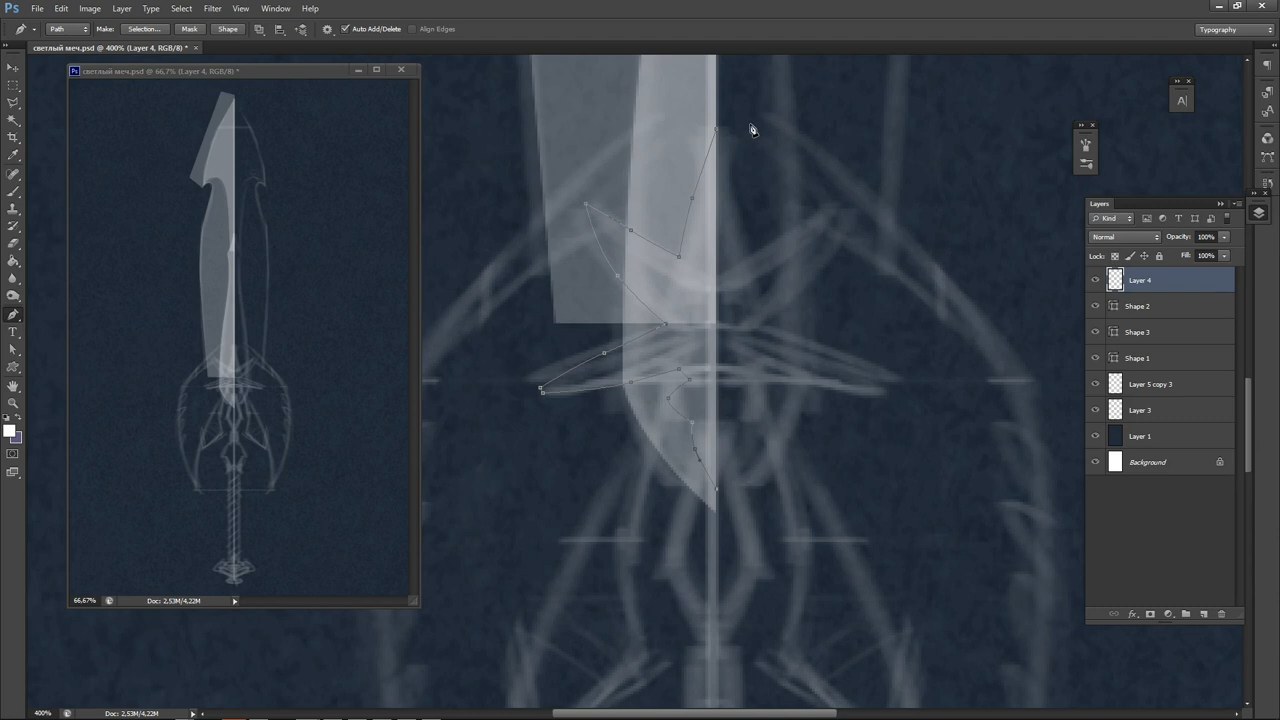 Ps File Edit Image Layer Type Select Filter View Window Help
Path Make: Selection... Mask Shape Auto Add/Delete Align Edges Typography
светлый меч.psd @ 400% (Layer 4, RGB/8) *
Ps светлый меч.psd @ 66,7% (Layer 4, RGB/8) *
A
Layers
Kind
Normal Opacity: 100%
Lock: Fill: 100%
Layer 4
Shape 2
Shape 3
Shape 1
Layer 5 copy 3
Layer 3
Layer 1
Background
66,67% Doc: 2,53M/4,22M
fx
400% Doc: 2,53M/4,22M